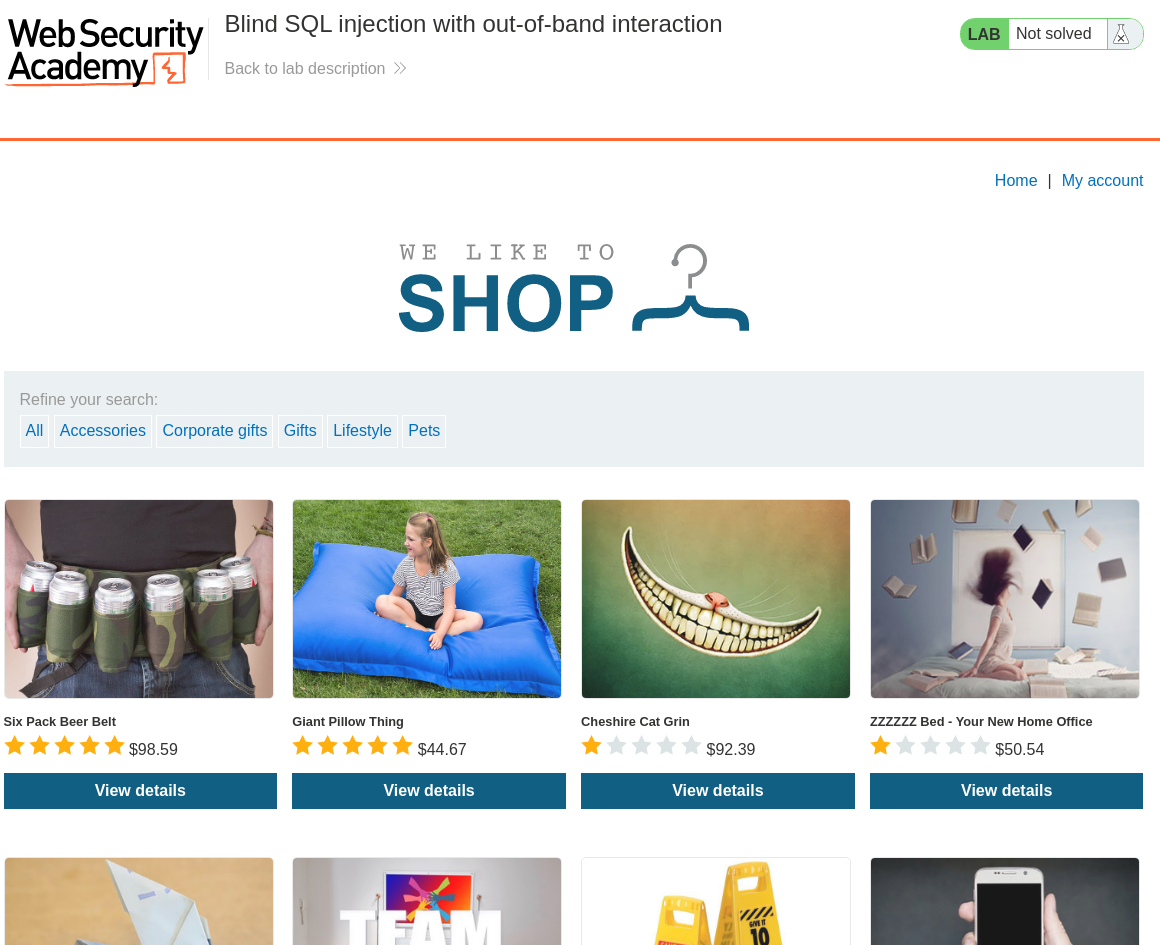 Web Security
Academy
Blind SQL injection with out-of-band interaction
Back to lab description
LAB Not solved
Home | My account
WE LIKE TO
SHOP
Refine your search:
All Accessories Corporate gifts Gifts Lifestyle Pets
Six Pack Beer Belt
$98.59
View details
Giant Pillow Thing
$44.67
View details
Cheshire Cat Grin
$92.39
View details
ZZZZZZ Bed - Your New Home Office
$50.54
View details
TEAM
GIVE IT
10